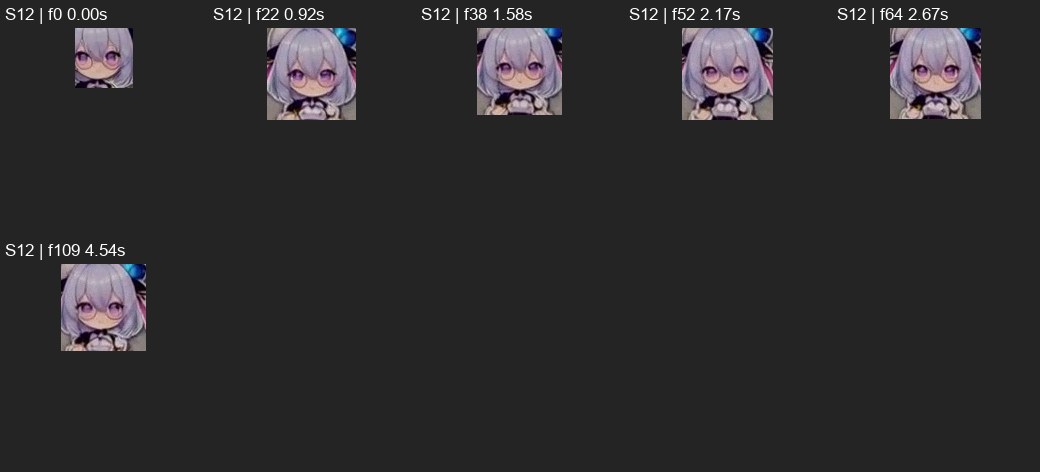 S12 | f0 0.00s
S12 | f22 0.92s
S12 | f38 1.58s
S12 | f52 2.17s
S12 | f64 2.67s
S12 | f109 4.54s